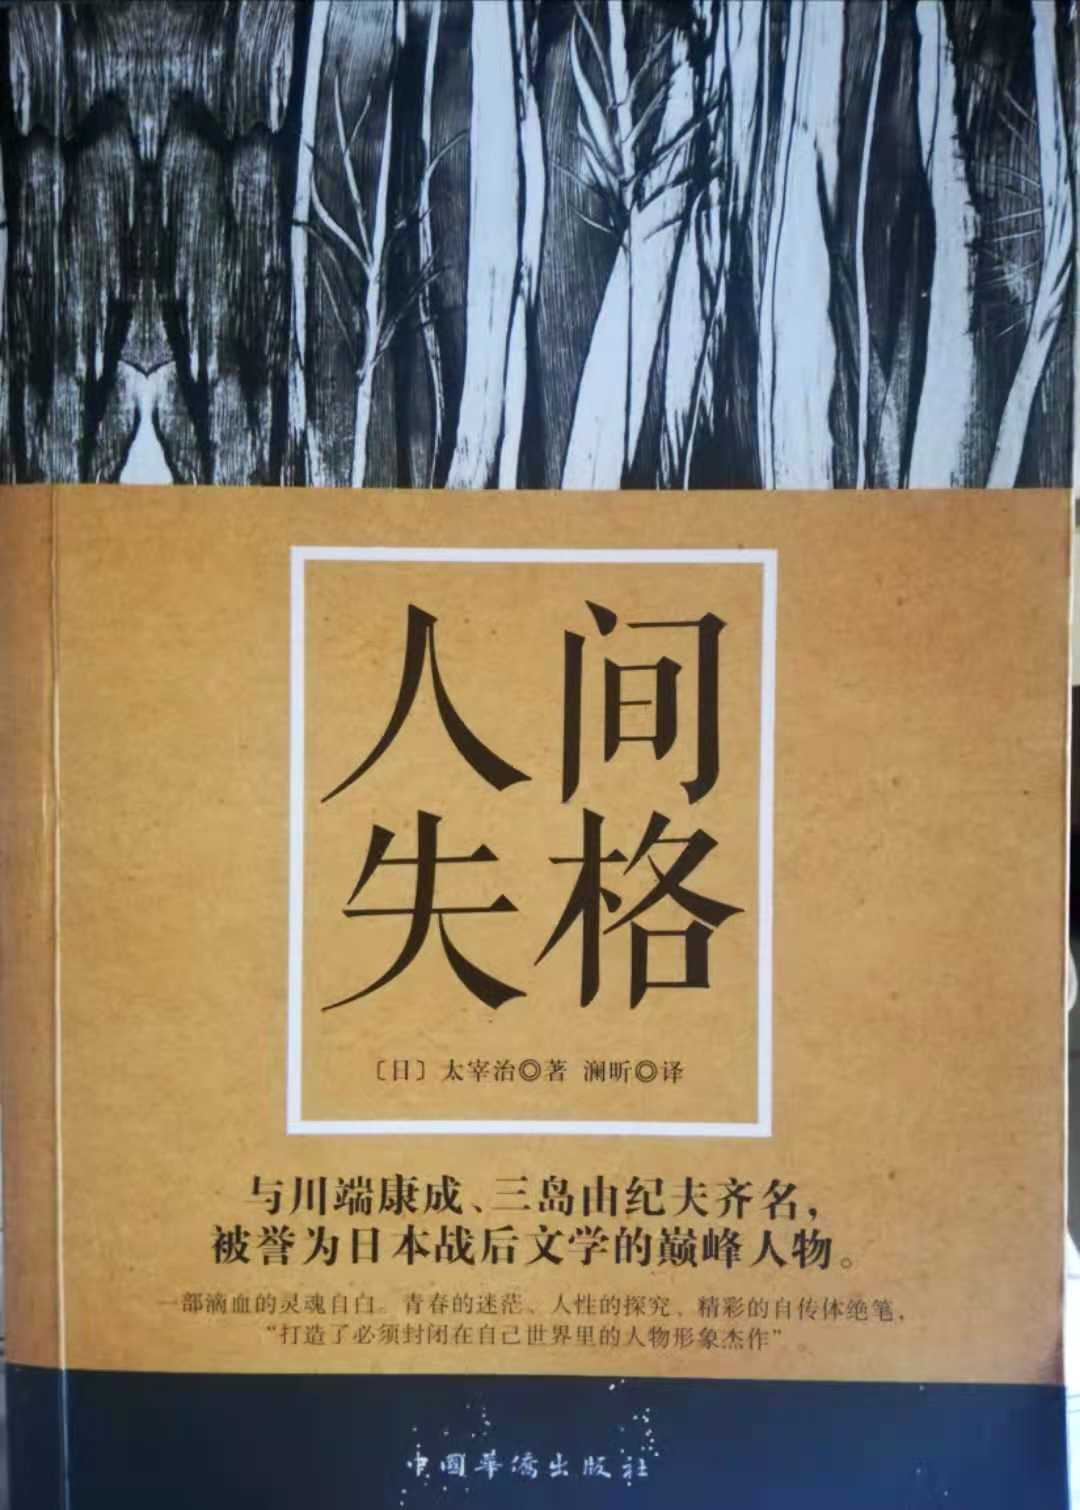 人间
失格
〔日〕太宰治◎著 澜昕◎译
与川端康成、三岛由纪夫齐名，
被誉为日本战后文学的巅峰人物。
一部滴血的灵魂自白。青春的迷茫、人性的探究、精彩的自传体绝笔，
“打造了必须封闭在自己世界里的人物形象杰作”
中国华侨出版社